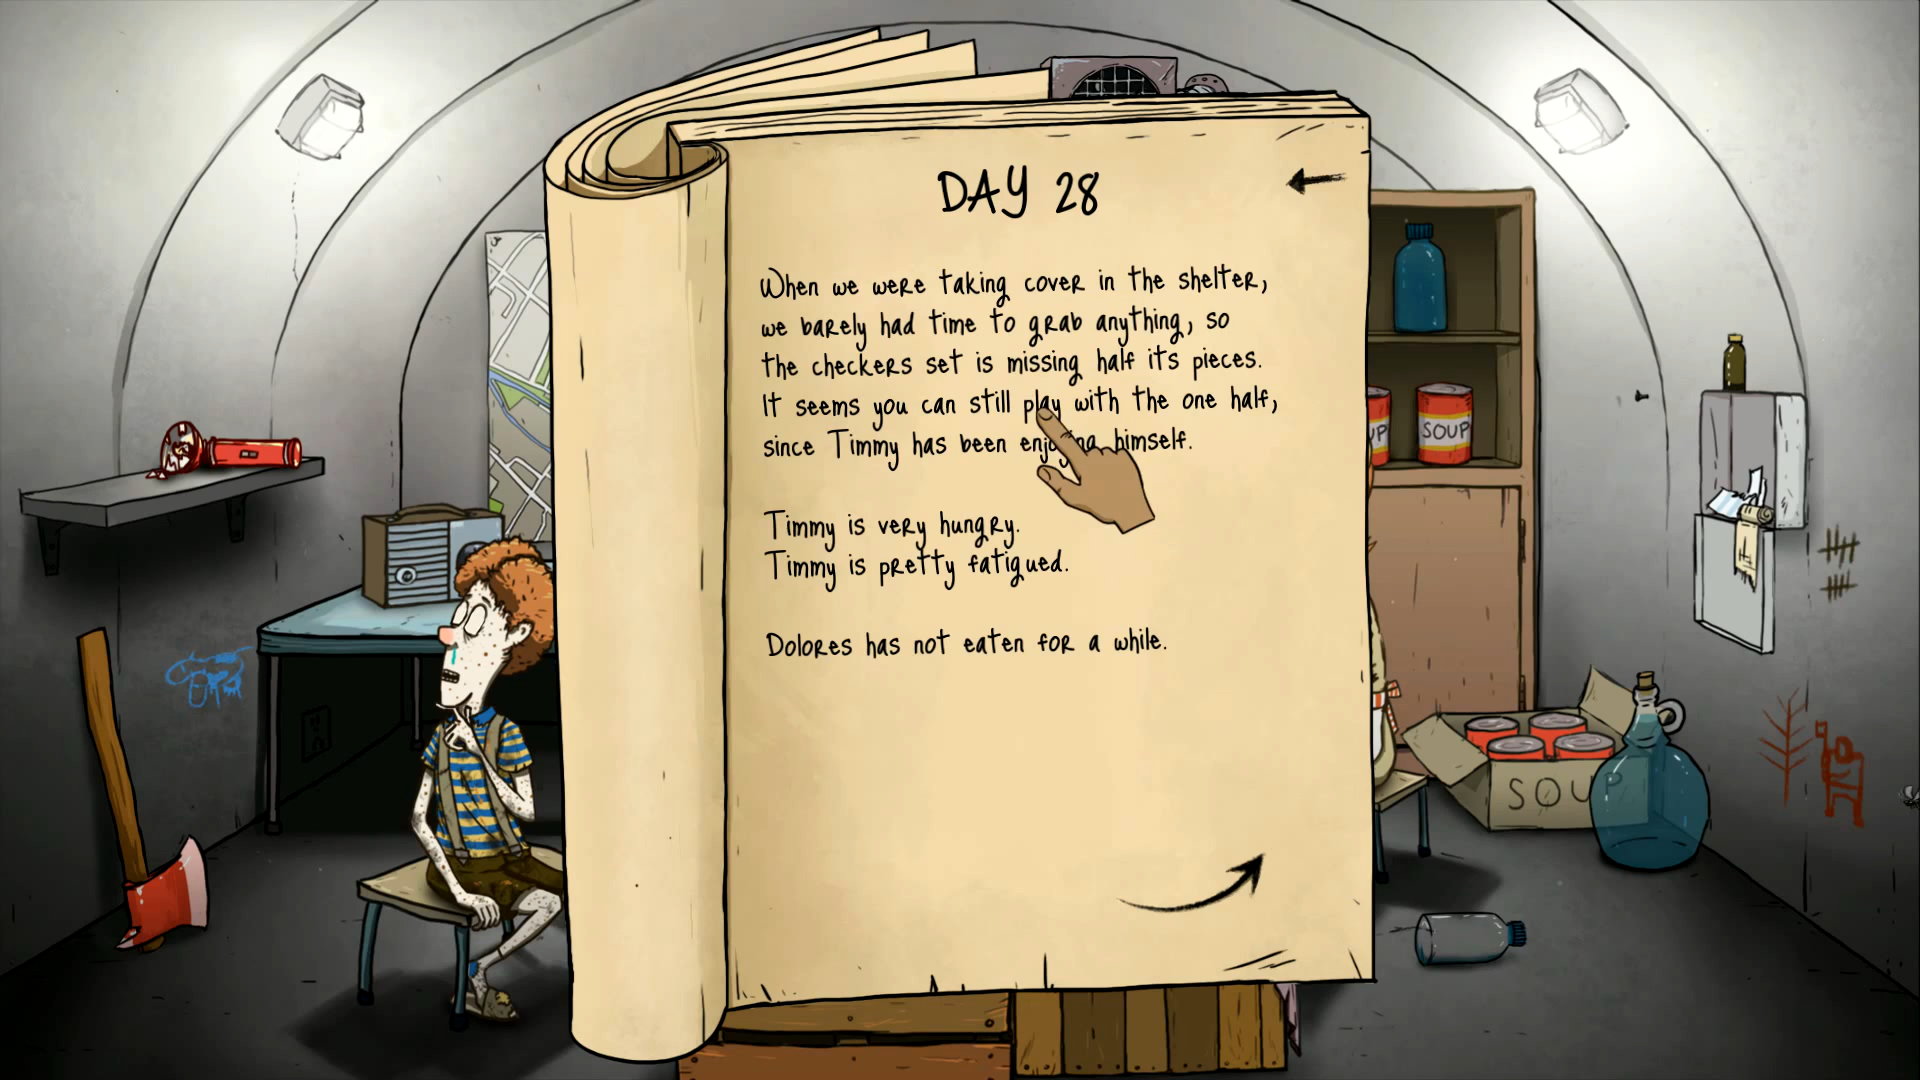 DAY 28
When we were taking cover in the shelter,
we barely had time to grab anything, so
the checkers set is missing half its pieces.
It seems you can still play with the one half,
since Timmy has been enjoying himself.
Timmy is very hungry.
Timmy is pretty fatigued.
Dolores has not eaten for a while.
SOUP
SOUP